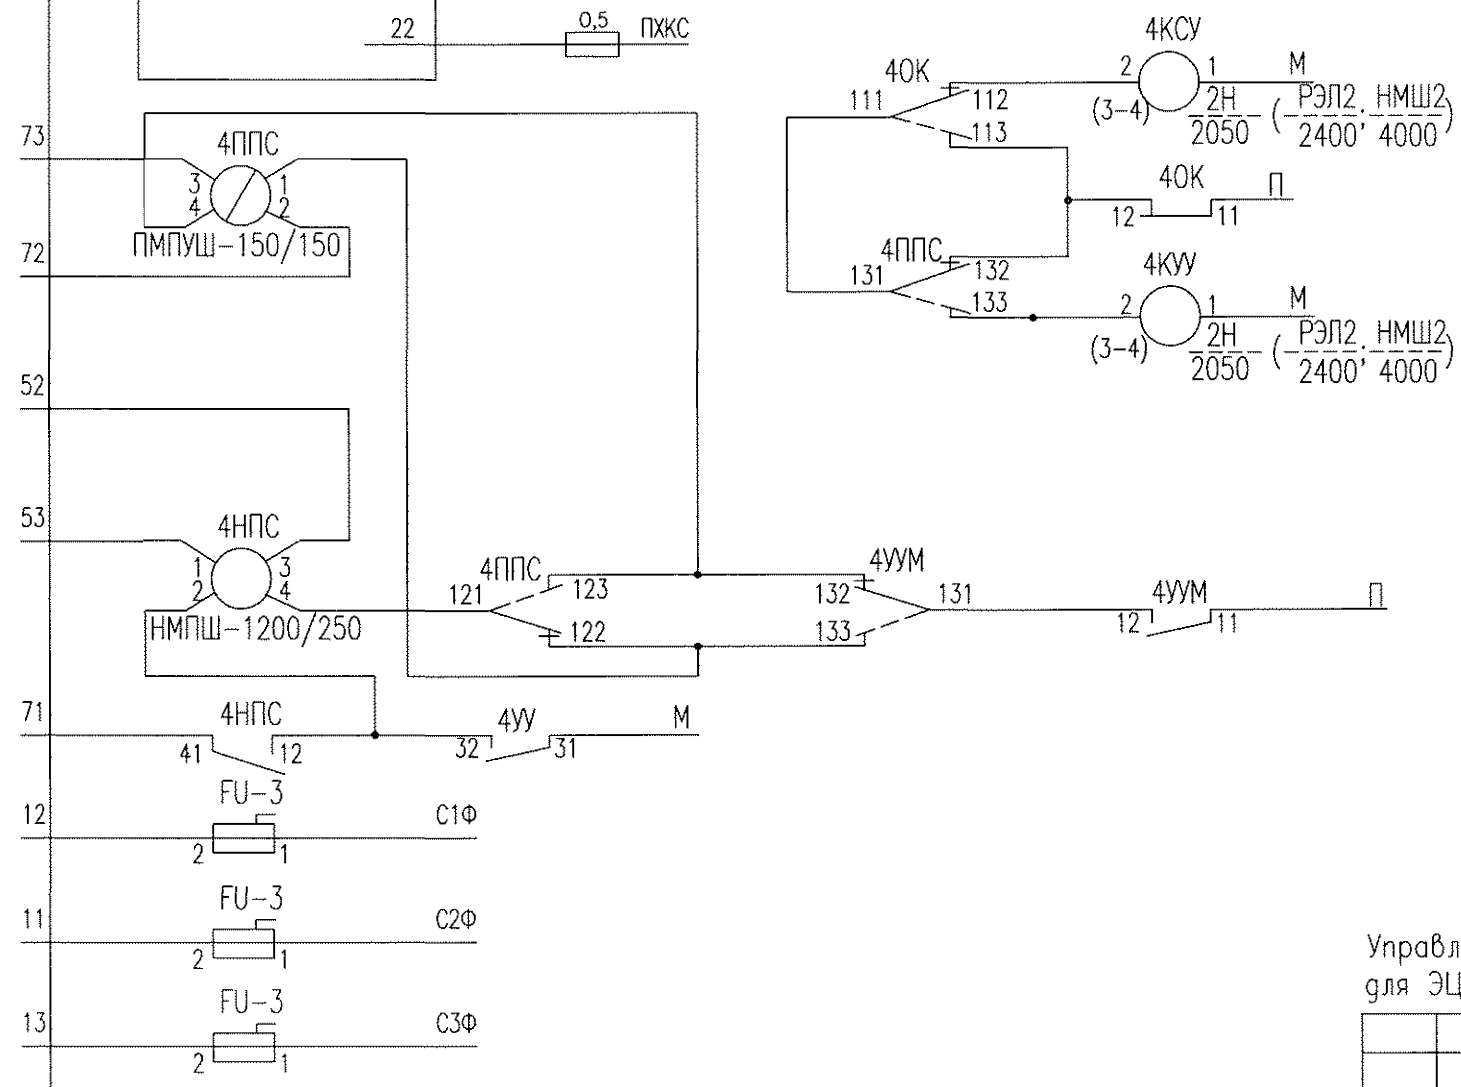 22 0,5 ПХКС
4КСУ
4ОК 2 1 М
111 112 (3-4) 2Н/2050 (РЭЛ2/2400; НМШ2/4000)
113
73 4ППС
3 1
4 2
ПМПУШ-150/150
4ОК П
12 11
72
4ППС 4КУУ
131 132 2 1 М
133
(3-4) 2Н/2050 (РЭЛ2/2400; НМШ2/4000)
52
53 4НПС
1 3
2 4
НМПШ-1200/250
4ППС 4УУМ
121 123 132 131 4УУМ П
122 133 12 11
71 4НПС 4УУ М
41 12 32 31
FU-3
12 С1Ф
2 1
FU-3
11 С2Ф
2 1
FU-3
13 С3Ф
2 1
Управл
для ЭЦ